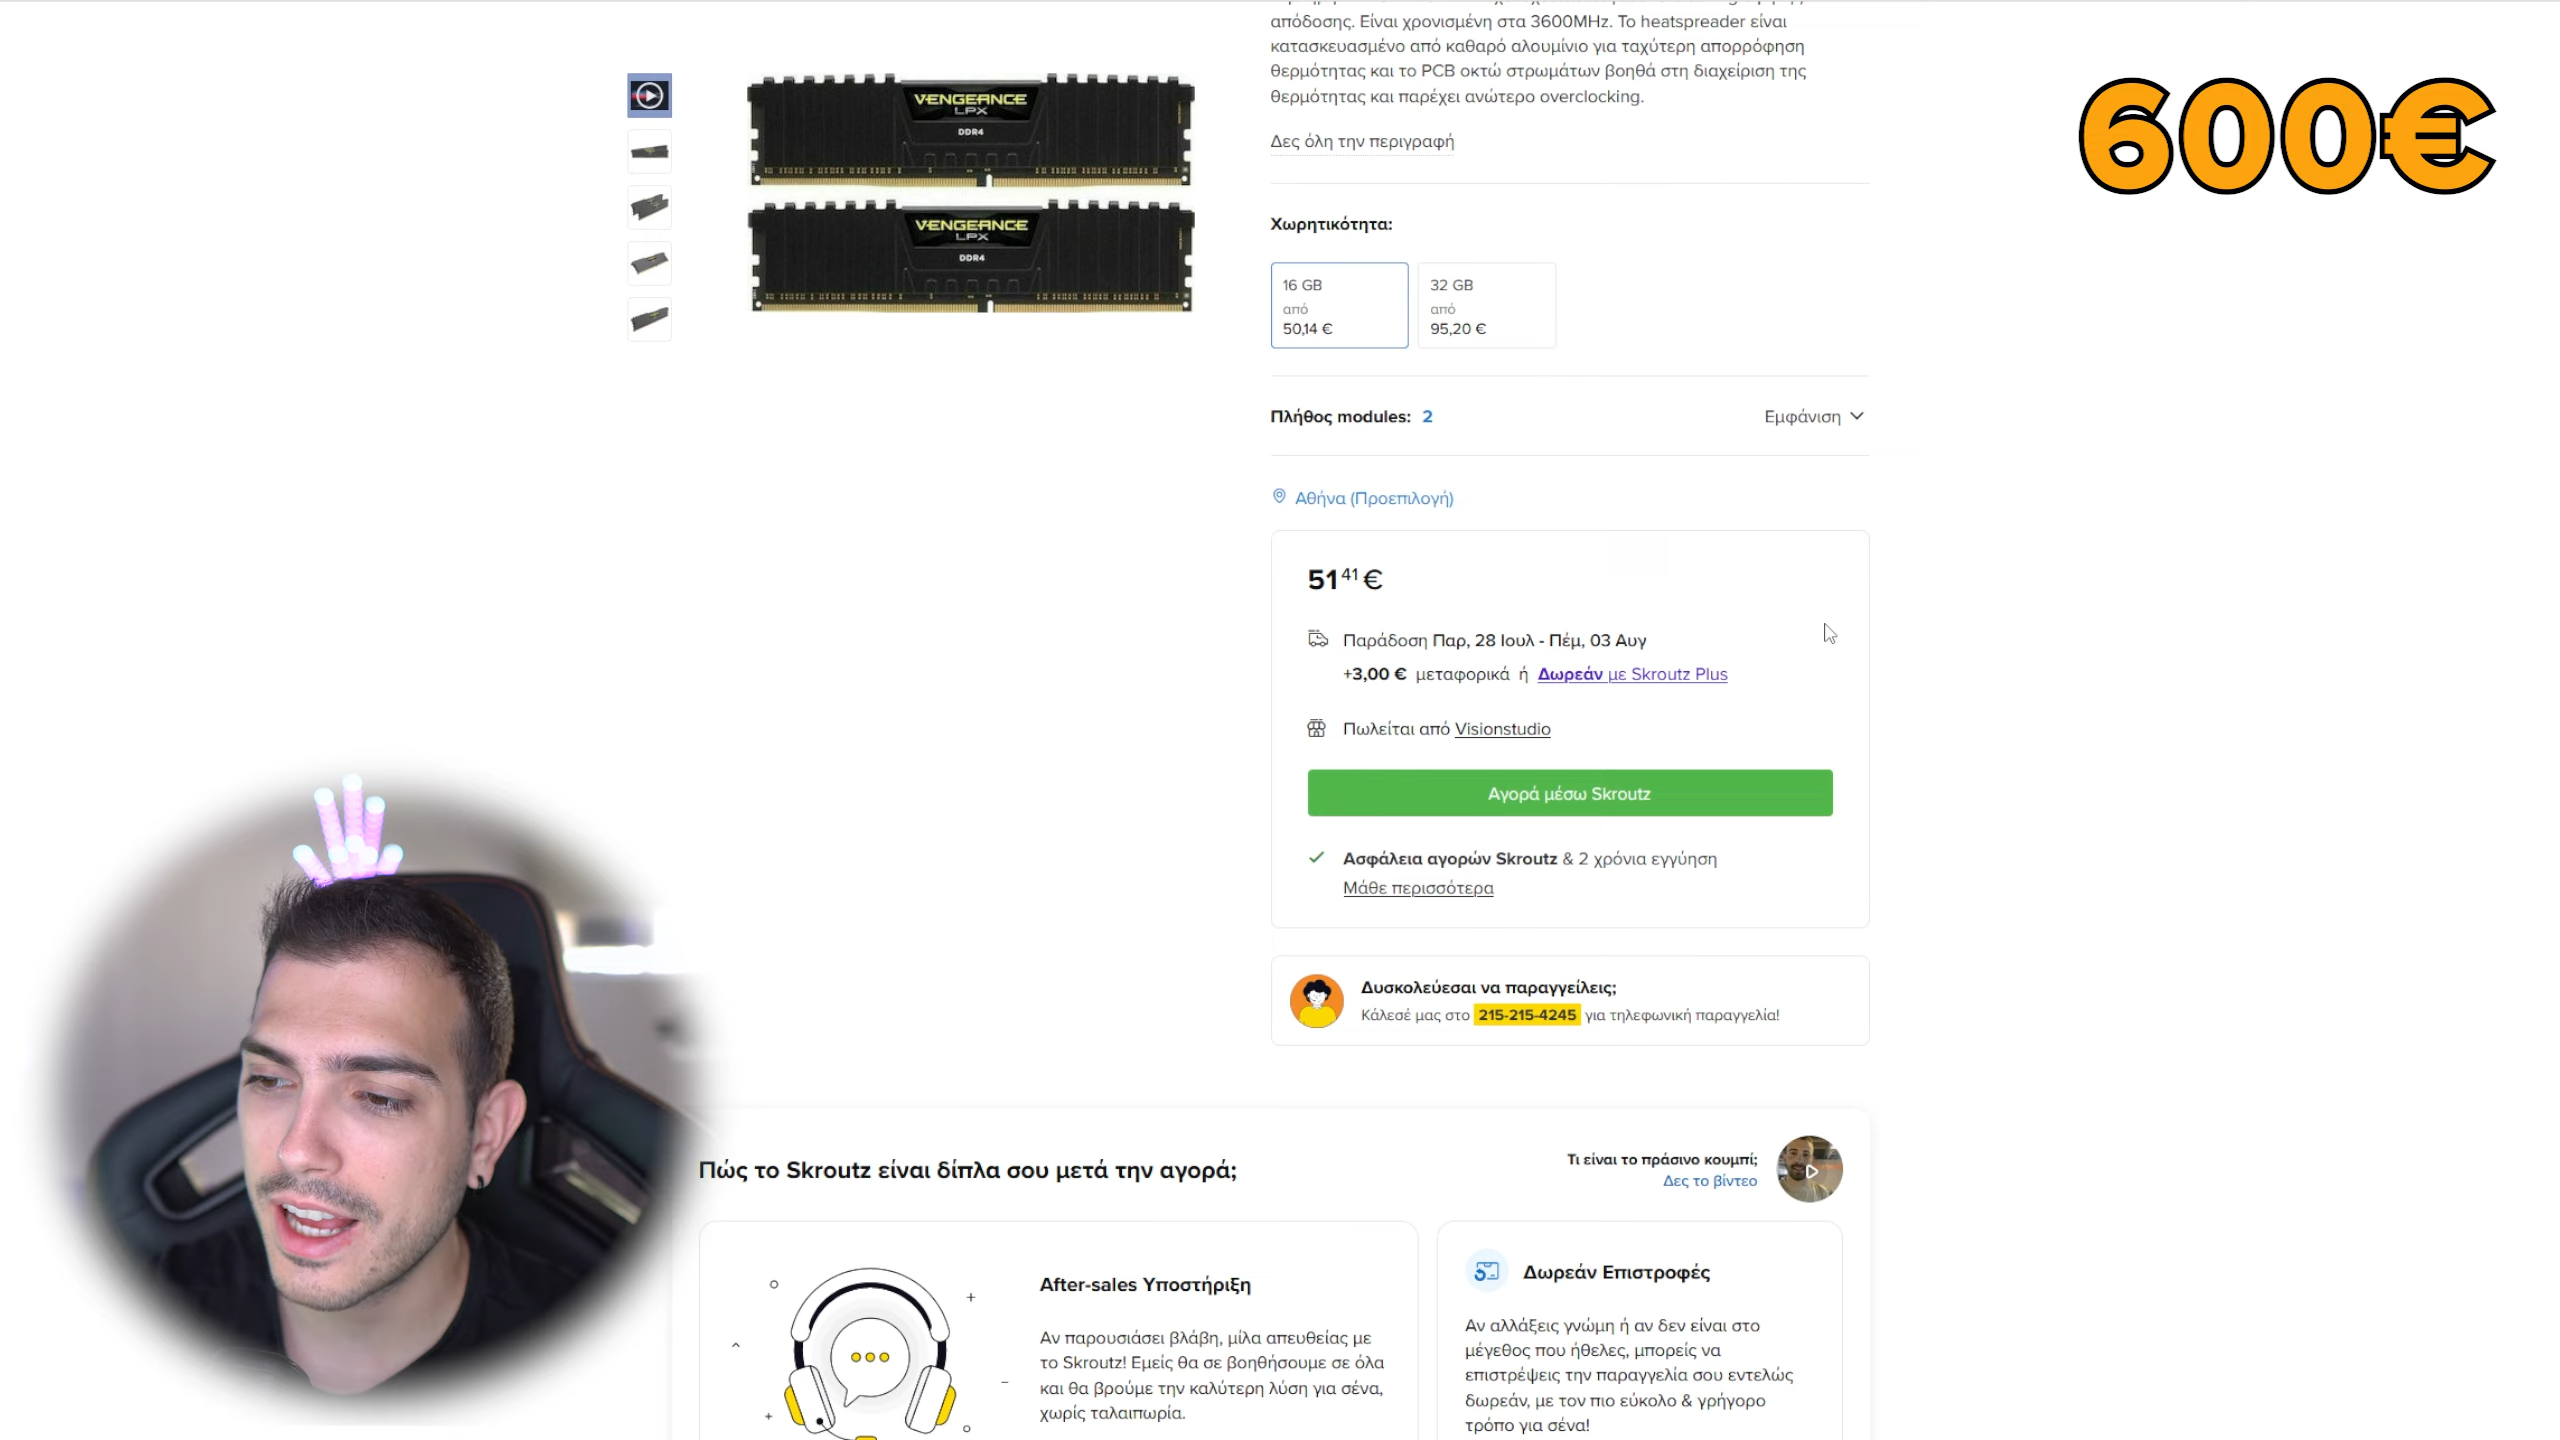 απόδοσης. Είναι χρονισμένη στα 3600MHz. Το heatspreader είναι
κατασκευασμένο από καθαρό αλουμίνιο για ταχύτερη απορρόφηση
θερμότητας και το PCB οκτώ στρωμάτων βοηθά στη διαχείριση της
θερμότητας και παρέχει ανώτερο overclocking.
Δες όλη την περιγραφή
600€
VENGEANCE
LPX
DDR4
VENGEANCE
LPX
DDR4
Χωρητικότητα:
16 GB
από
50,14 €
32 GB
από
95,20 €
Πλήθος modules: 2
Εμφάνιση
Αθήνα (Προεπιλογή)
51 41 €
Παράδοση Παρ, 28 Ιουλ - Πέμ, 03 Αυγ
+3,00 € μεταφορικά ή Δωρεάν με Skroutz Plus
Πωλείται από Visionstudio
Αγορά μέσω Skroutz
Ασφάλεια αγορών Skroutz & 2 χρόνια εγγύηση
Μάθε περισσότερα
Δυσκολεύεσαι να παραγγείλεις;
Κάλεσέ μας στο 215-215-4245 για τηλεφωνική παραγγελία!
Πώς το Skroutz είναι δίπλα σου μετά την αγορά;
Τι είναι το πράσινο κουμπί;
Δες το βίντεο
After-sales Υποστήριξη
Αν παρουσιάσει βλάβη, μίλα απευθείας με
το Skroutz! Εμείς θα σε βοηθήσουμε σε όλα
και θα βρούμε την καλύτερη λύση για σένα,
χωρίς ταλαιπωρία.
Δωρεάν Επιστροφές
Αν αλλάξεις γνώμη ή αν δεν είναι στο
μέγεθος που ήθελες, μπορείς να
επιστρέψεις την παραγγελία σου εντελώς
δωρεάν, με τον πιο εύκολο & γρήγορο
τρόπο για σένα!